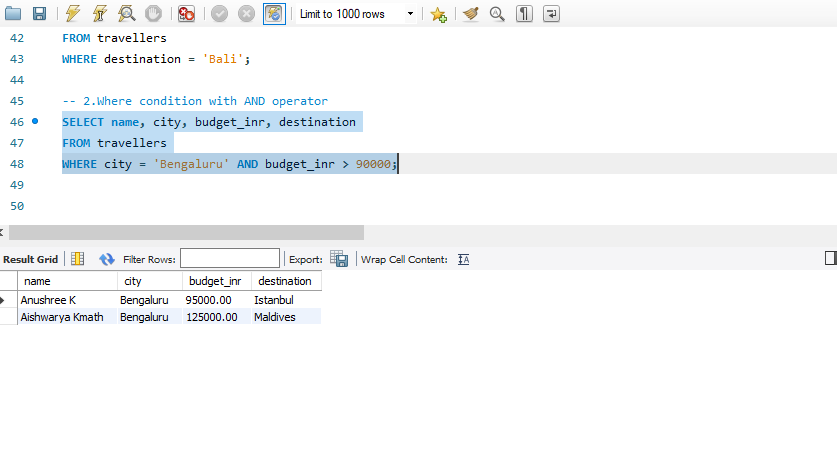 Limit to 1000 rows
42 FROM travellers
43 WHERE destination = 'Bali';
44
45 -- 2.Where condition with AND operator
46 SELECT name, city, budget_inr, destination
47 FROM travellers
48 WHERE city = 'Bengaluru' AND budget_inr > 90000;
49
50
Result Grid Filter Rows: Export: Wrap Cell Content:
name city budget_inr destination
Anushree K Bengaluru 95000.00 Istanbul
Aishwarya Kmath Bengaluru 125000.00 Maldives